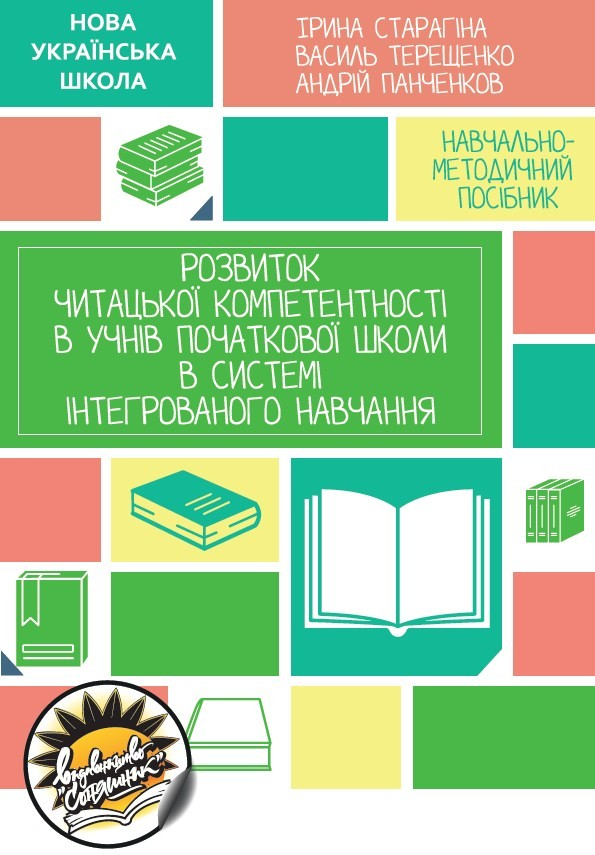 НОВА
УКРАЇНСЬКА
ШКОЛА
ІРИНА СТАРАГІНА
ВАСИЛЬ ТЕРЕЩЕНКО
АНДРІЙ ПАНЧЕНКОВ
НАВЧАЛЬНО-
МЕТОДИЧНИЙ
ПОСІБНИК
РОЗВИТОК
ЧИТАЦЬКОЇ КОМПЕТЕНТНОСТІ
В УЧНІВ ПОЧАТКОВОЇ ШКОЛИ
В СИСТЕМІ
ІНТЕГРОВАНОГО НАВЧАННЯ
Видавництво
"Соняшник"